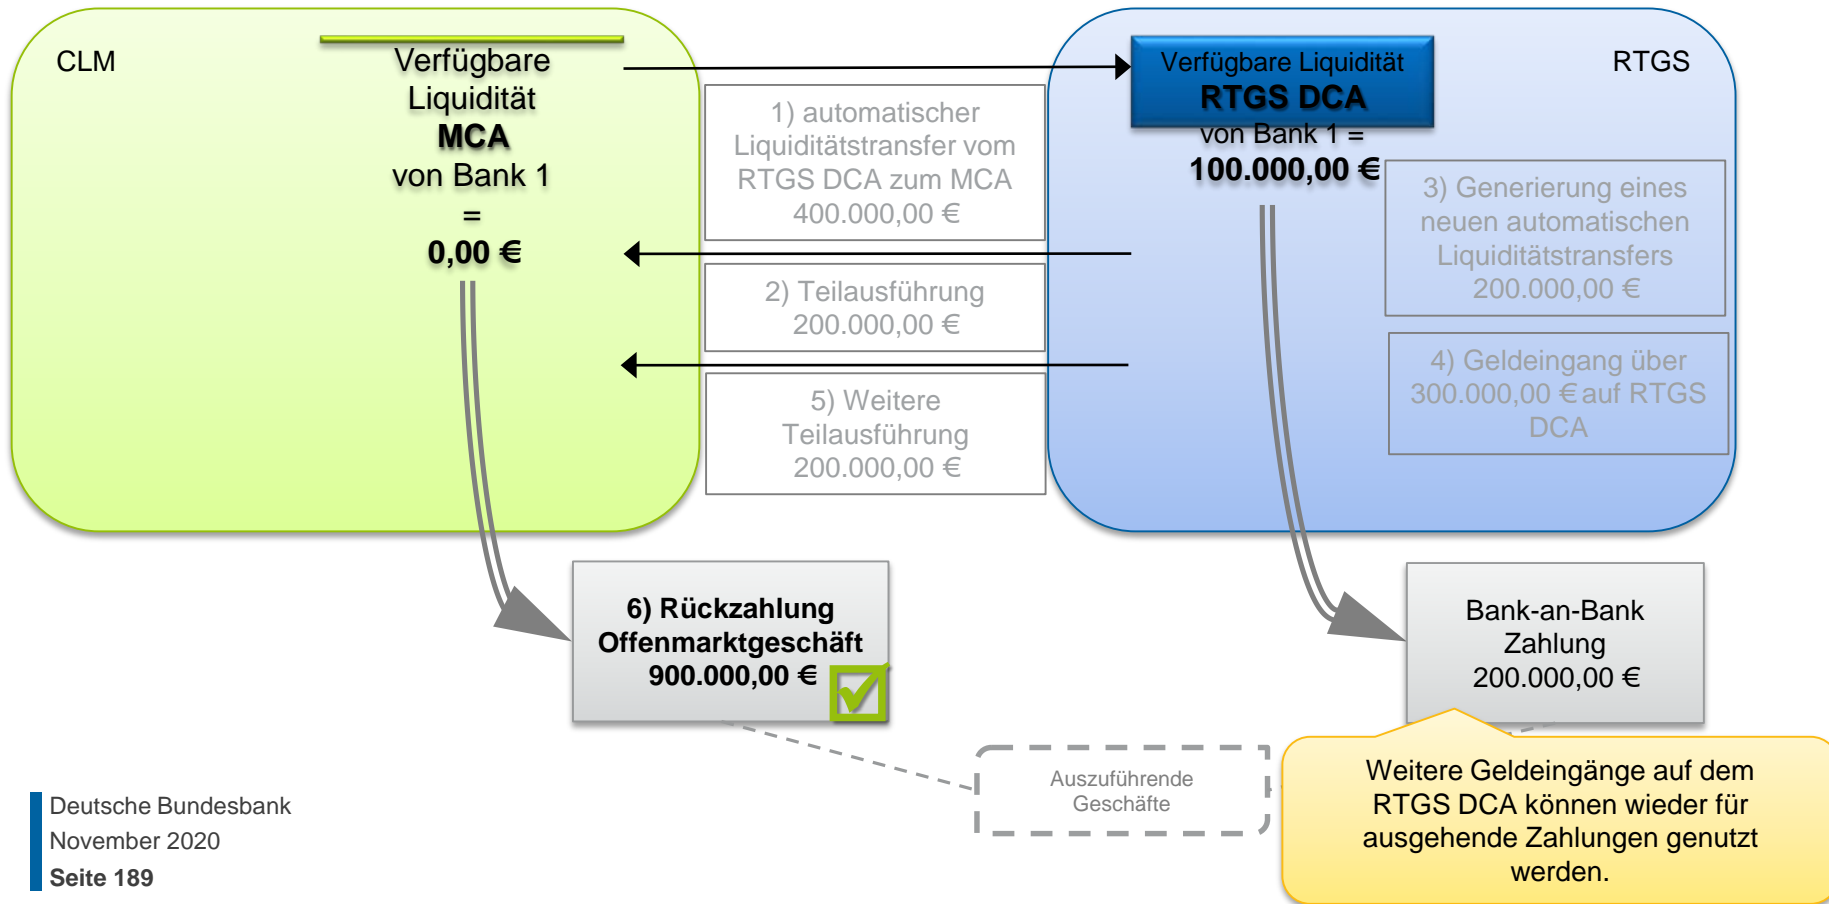 CLM
Verfügbare
Liquidität
MCA
von Bank 1
=
0,00 €
1) automatischer
Liquiditätstransfer vom
RTGS DCA zum MCA
400.000,00 €
2) Teilausführung
200.000,00 €
5) Weitere
Teilausführung
200.000,00 €
Verfügbare Liquidität
RTGS DCA
von Bank 1 =
100.000,00 €
RTGS
3) Generierung eines
neuen automatischen
Liquiditätstransfers
200.000,00 €
4) Geldeingang über
300.000,00 € auf RTGS
DCA
6) Rückzahlung
Offenmarktgeschäft
900.000,00 €
Bank-an-Bank
Zahlung
200.000,00 €
Auszuführende
Geschäfte
Weitere Geldeingänge auf dem
RTGS DCA können wieder für
ausgehende Zahlungen genutzt
werden.
Deutsche Bundesbank
November 2020
Seite 189